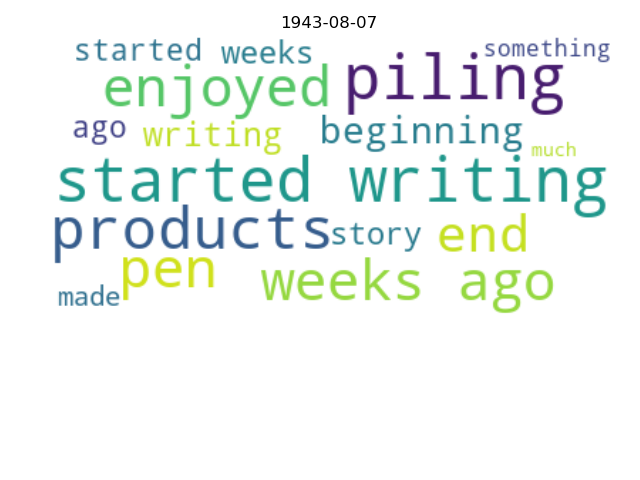 1943-08-07
started weeks something
enjoyed piling
ago writing beginning much
started writing
products story end
pen weeks ago
made